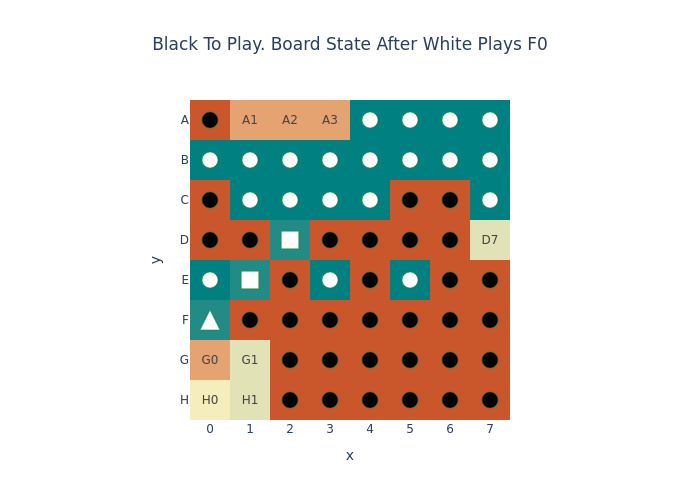 Black To Play. Board State After White Plays F0
A A1 A2 A3
B
C
D D7
E
F
G G0 G1
H H0 H1
0 1 2 3 4 5 6 7
x
y